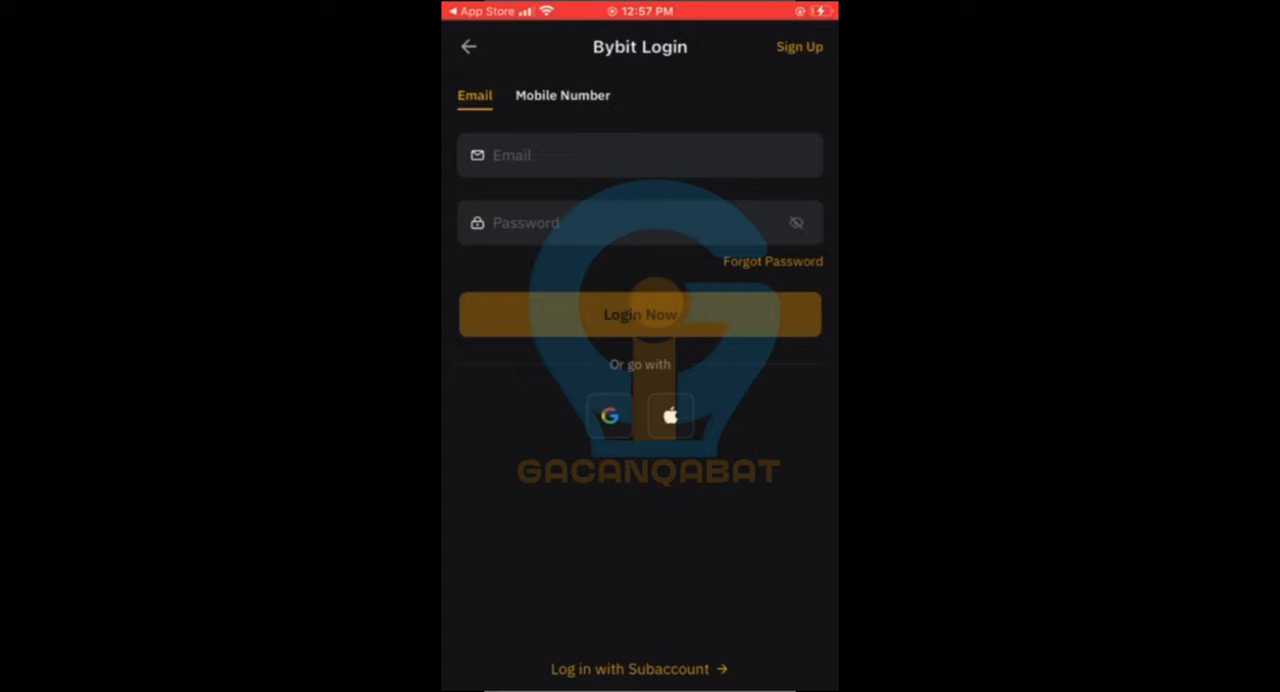 App Store 12:57 PM
Bybit Login Sign Up
Email Mobile Number
Email
Password
Forgot Password
Login Now
Or go with
GACANQABAT
Log in with Subaccount →